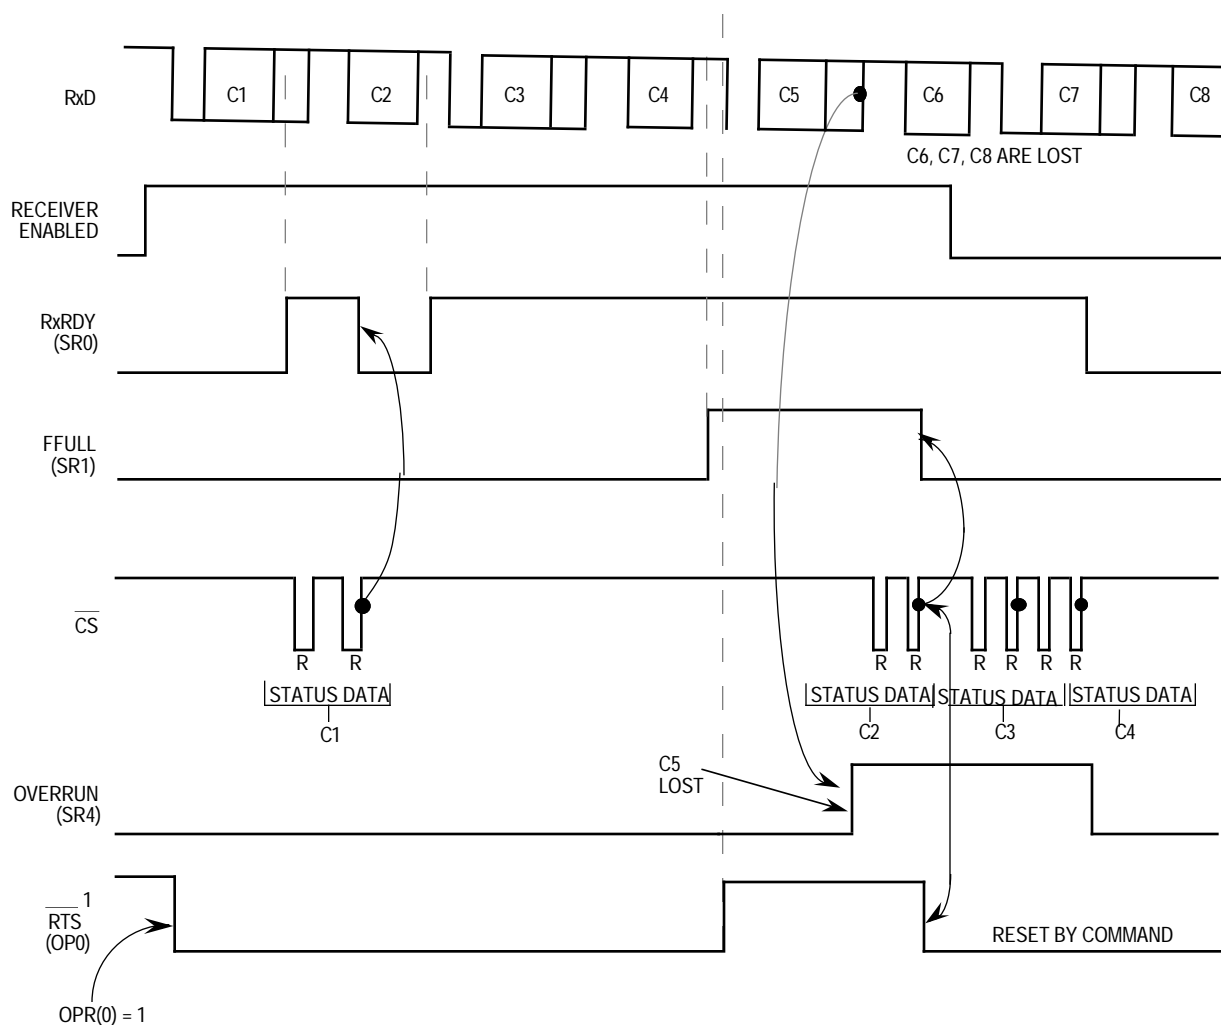 RxD
C1
C2
C3
C4
C5
C6
C7
C8
C6, C7, C8 ARE LOST
RECEIVER
ENABLED
RxRDY
(SR0)
FFULL
(SR1)
CS
R
R
R
R
R
R
R
R
STATUS DATA
STATUS DATA
STATUS DATA
STATUS DATA
C1
C2
C3
C4
C5
LOST
OVERRUN
(SR4)
RTS 1
(OP0)
RESET BY COMMAND
OPR(0) = 1